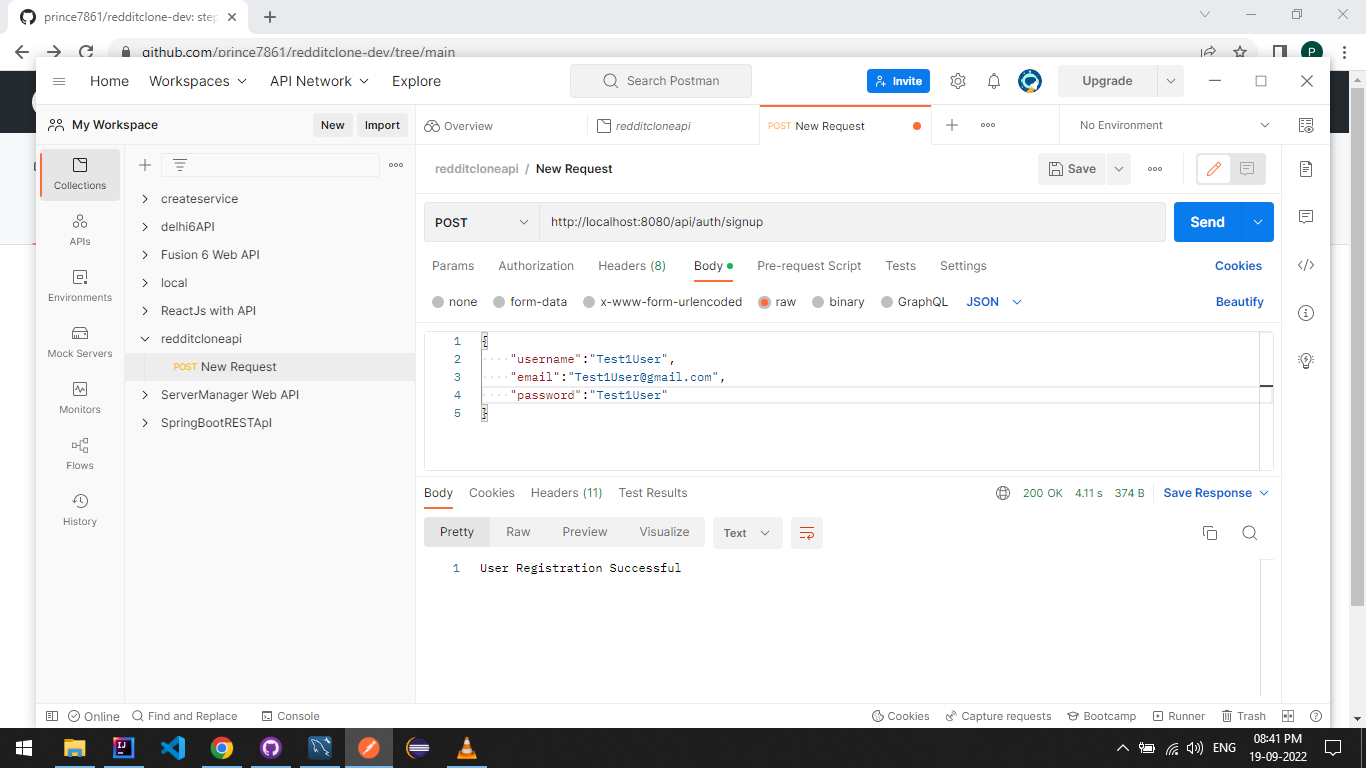 prince7861/redditclone-dev: step
github.com/prince7861/redditclone-dev/tree/main
P
Home Workspaces API Network Explore
Search Postman
Invite
Upgrade
My Workspace New Import
Overview redditcloneapi POST New Request No Environment
Collections
APIs
Environments
Mock Servers
Monitors
Flows
History
createservice
delhi6API
Fusion 6 Web API
local
ReactJs with API
redditcloneapi
POST New Request
ServerManager Web API
SpringBootRESTApI
redditcloneapi / New Request Save
POST http://localhost:8080/api/auth/signup Send
Params Authorization Headers (8) Body Pre-request Script Tests Settings Cookies
none form-data x-www-form-urlencoded raw binary GraphQL JSON Beautify
1 {
2 "username":"Test1User",
3 "email":"Test1User@gmail.com",
4 "password":"Test1User"
5 }
Body Cookies Headers (11) Test Results 200 OK 4.11 s 374 B Save Response
Pretty Raw Preview Visualize Text
1 User Registration Successful
Online Find and Replace Console Cookies Capture requests Bootcamp Runner Trash
ENG 08:41 PM
19-09-2022